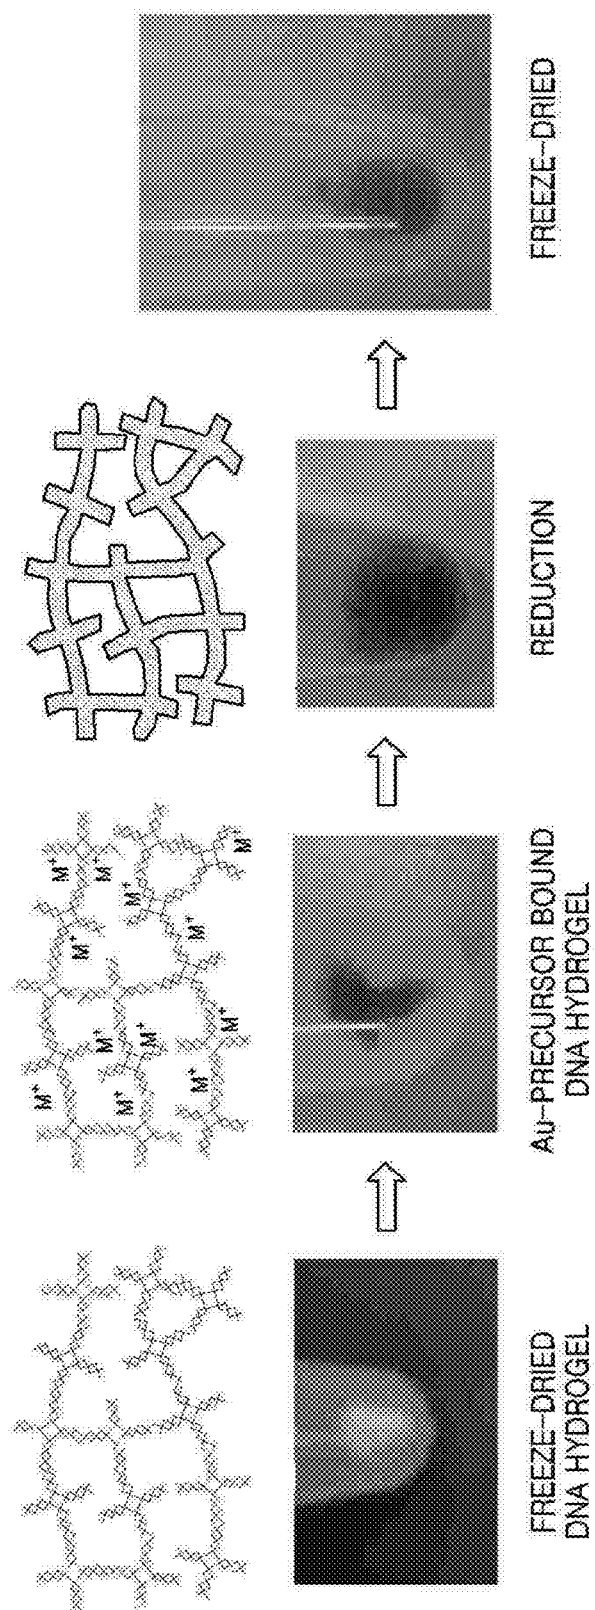 M⁺
M⁺
M⁺
M⁺
M⁺
M⁺
M⁺
M⁺
M⁺
M⁺
M⁺
M⁺
FREEZE-DRIED
DNA HYDROGEL
Au-PRECURSOR BOUND
DNA HYDROGEL
REDUCTION
FREEZE-DRIED